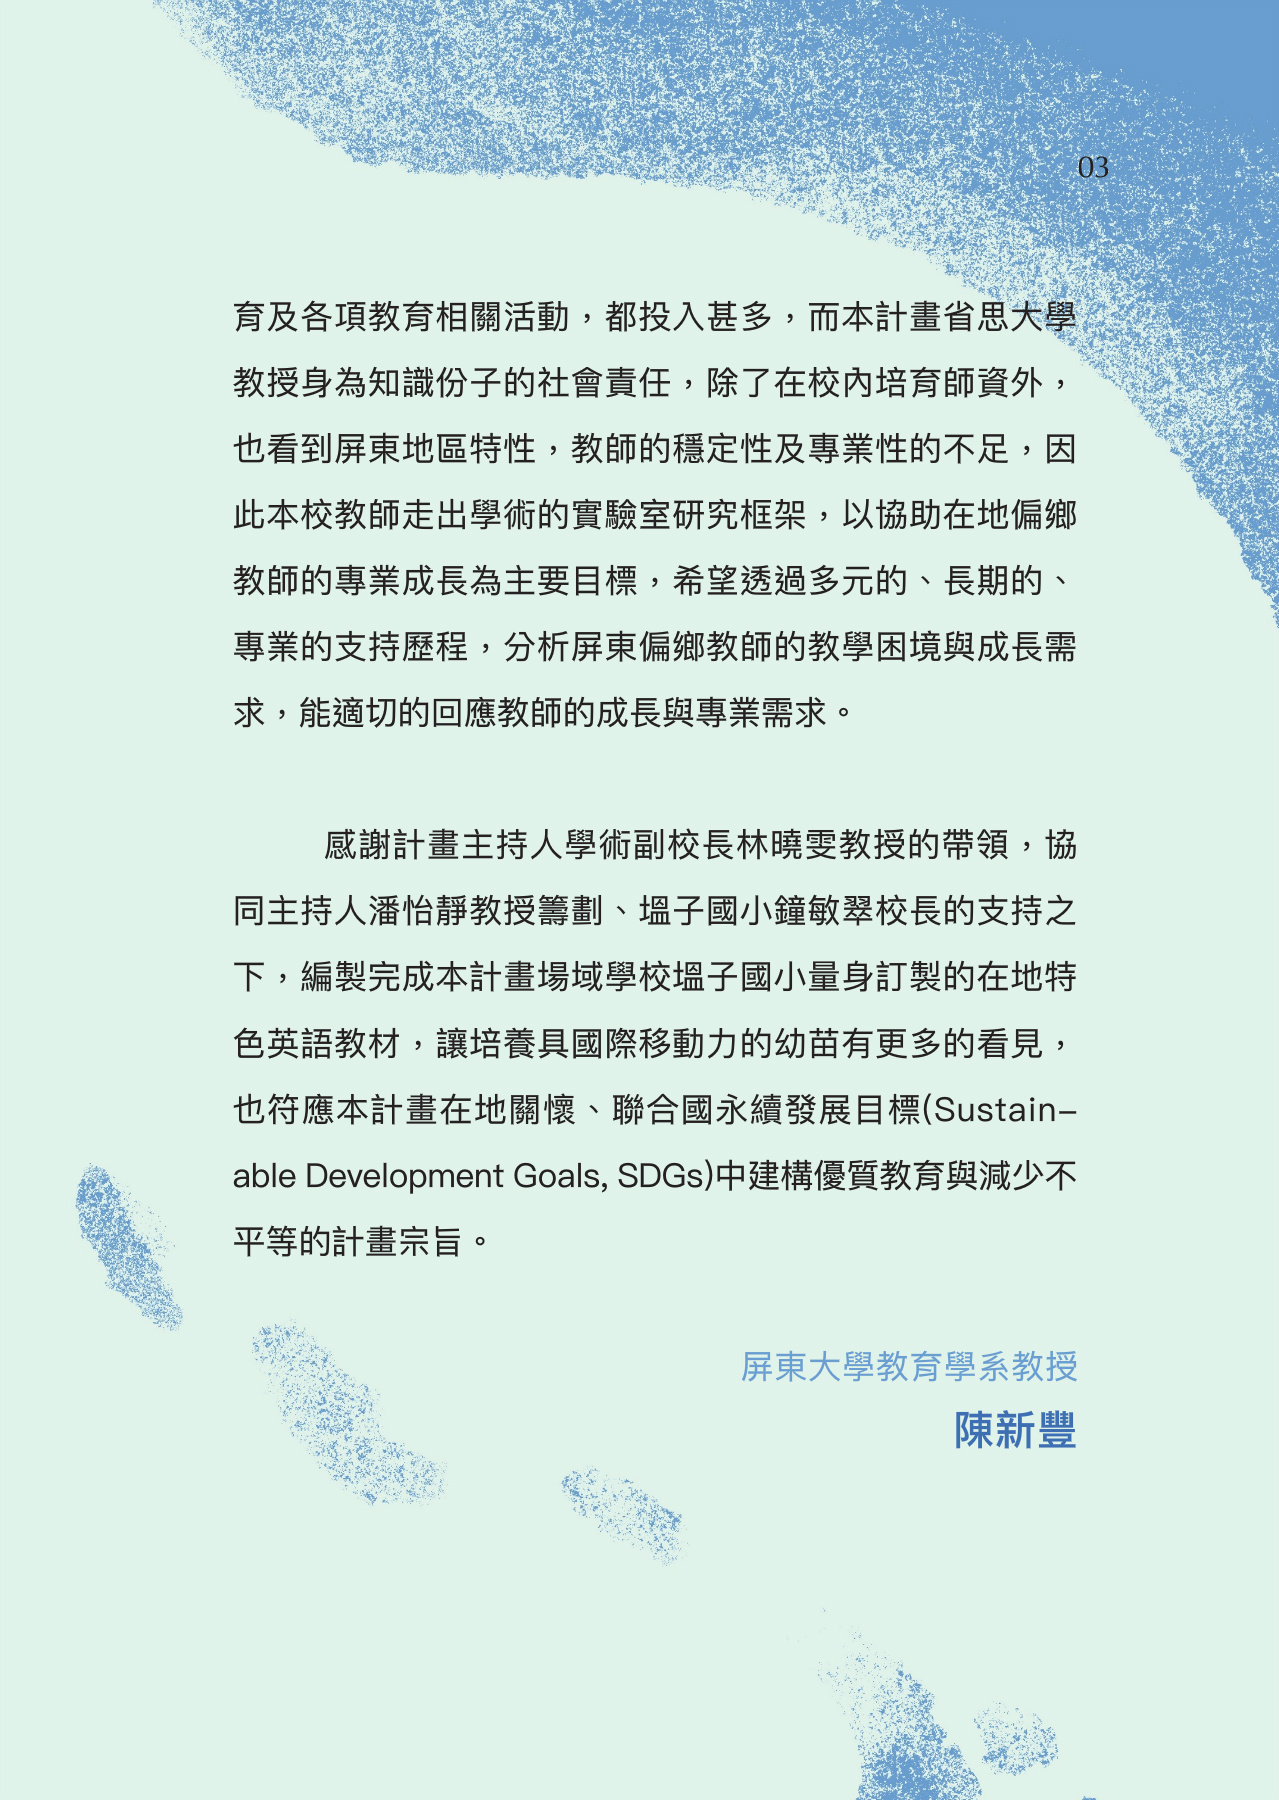 03
育及各項教育相關活動，都投入甚多，而本計畫省思大學
教授身為知識份子的社會責任，除了在校內培育師資外，
也看到屏東地區特性，教師的穩定性及專業性的不足，因
此本校教師走出學術的實驗室研究框架，以協助在地偏鄉
教師的專業成長為主要目標，希望透過多元的、長期的、
專業的支持歷程，分析屏東偏鄉教師的教學困境與成長需
求，能適切的回應教師的成長與專業需求。
感謝計畫主持人學術副校長林曉雯教授的帶領，協
同主持人潘怡靜教授籌劃、塭子國小鐘敏翠校長的支持之
下，編製完成本計畫場域學校塭子國小量身訂製的在地特
色英語教材，讓培養具國際移動力的幼苗有更多的看見，
也符應本計畫在地關懷、聯合國永續發展目標(Sustain-
able Development Goals, SDGs)中建構優質教育與減少不
平等的計畫宗旨。
屏東大學教育學系教授
陳新豐